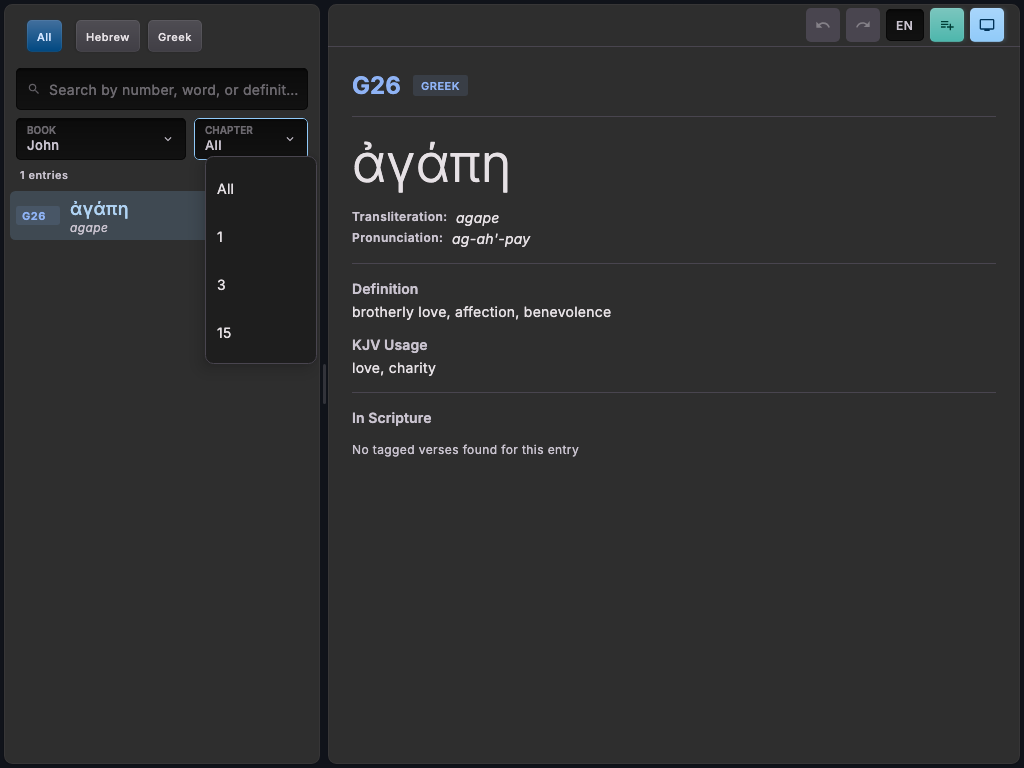 All
Hebrew
Greek
Search by number, word, or definit...
BOOK
John
CHAPTER
All
1 entries
G26
ἀγάπη
agape
All
1
3
15
EN
G26
GREEK
ἀγάπη
Transliteration: agape
Pronunciation: ag-ah'-pay
Definition
brotherly love, affection, benevolence
KJV Usage
love, charity
In Scripture
No tagged verses found for this entry